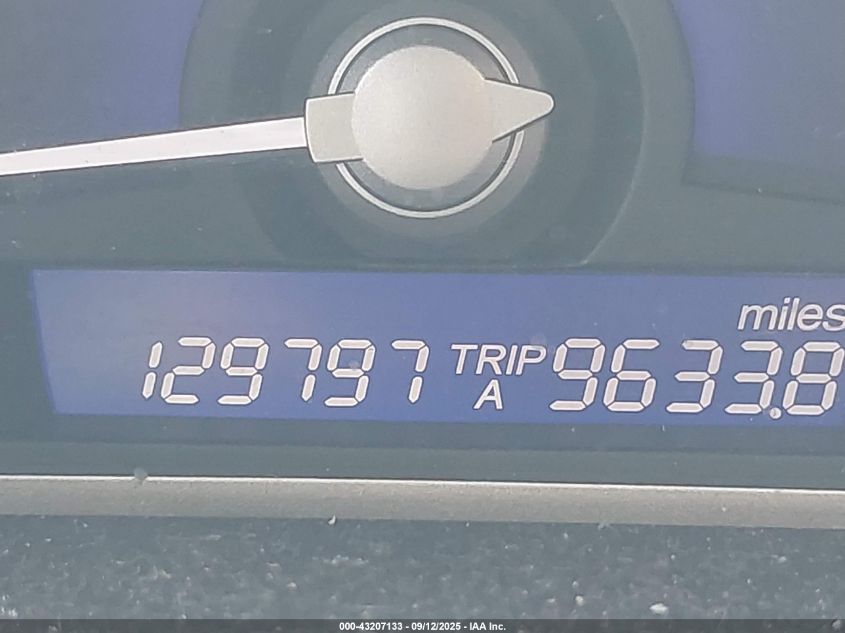 miles
129797 TRIP A 9633.8
000-43207133 - 09/12/2025 - IAA Inc.